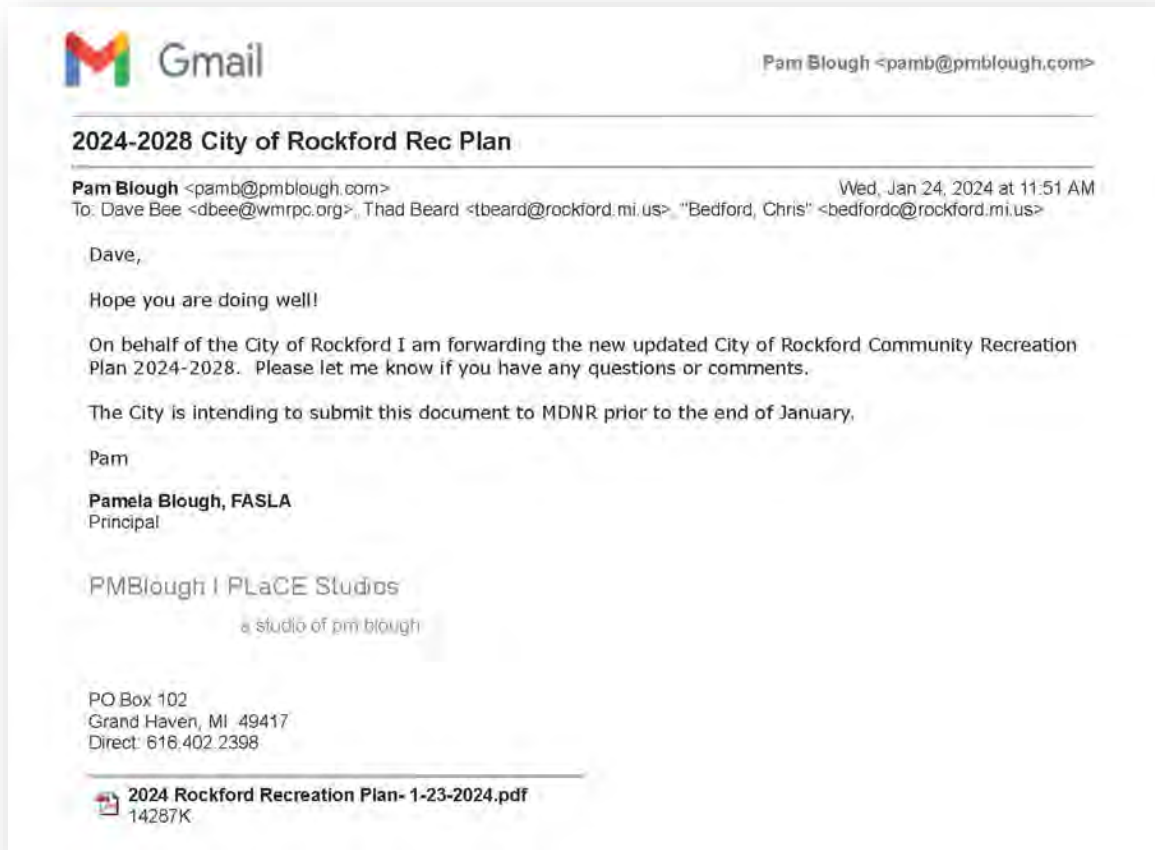 Gmail
Pam Blough <pamb@pmblough.com>
2024-2028 City of Rockford Rec Plan
Pam Blough <pamb@pmblough.com>
Wed, Jan 24, 2024 at 11:51 AM
To: Dave Bee <dbee@wmrpc.org>, Thad Beard <tbeard@rockford.mi.us>, "Bedford, Chris" <bedfordc@rockford.mi.us>
Dave,
Hope you are doing well!
On behalf of the City of Rockford I am forwarding the new updated City of Rockford Community Recreation
Plan 2024-2028. Please let me know if you have any questions or comments.
The City is intending to submit this document to MDNR prior to the end of January.
Pam
Pamela Blough, FASLA
Principal
PMBlough I PLaCE Studios
a studio of pm blough
PO Box 102
Grand Haven, MI 49417
Direct: 616.402.2398
2024 Rockford Recreation Plan- 1-23-2024.pdf
14287K